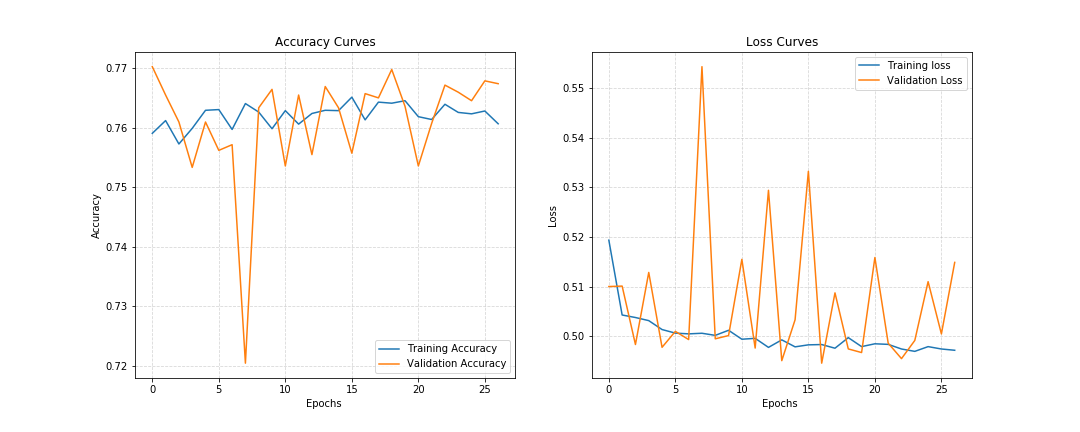 Accuracy Curves
0.77
0.76
0.75
0.74
0.73
0.72
Accuracy
0 5 10 15 20 25
Epochs
Training Accuracy
Validation Accuracy
Loss Curves
0.55
0.54
0.53
0.52
0.51
0.50
Loss
0 5 10 15 20 25
Epochs
Training loss
Validation Loss